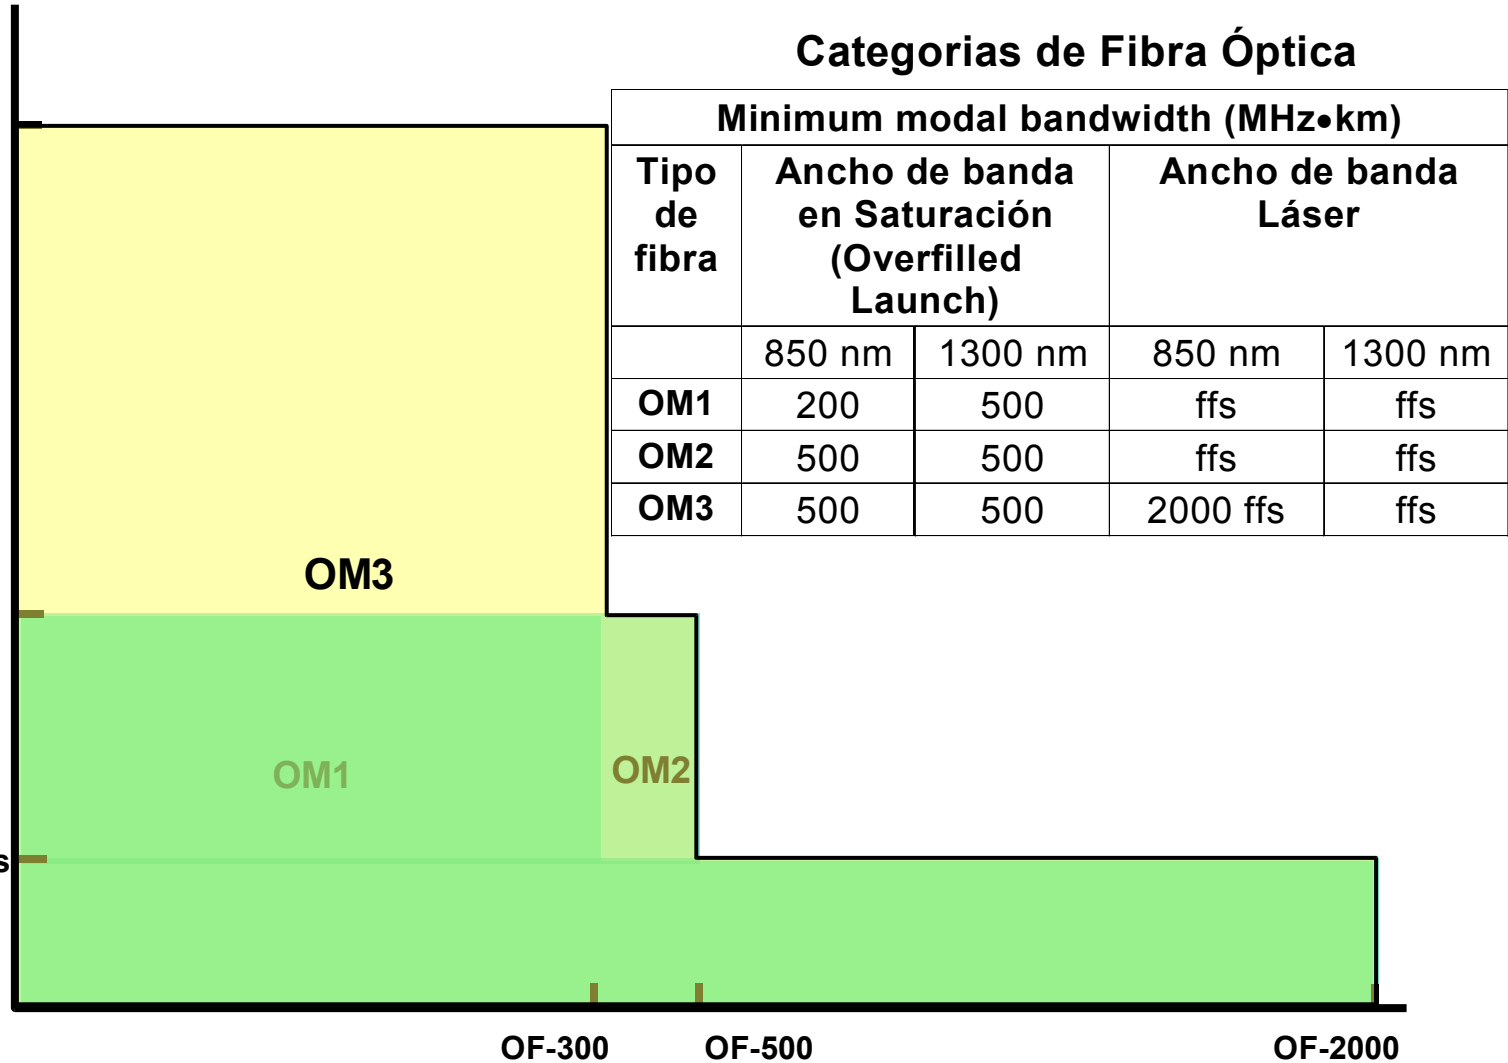 Categorias de Fibra Óptica
Minimum modal bandwidth (MHz•km)
Tipo de fibra Ancho de banda en Saturación (Overfilled Launch) Ancho de banda Láser
850 nm 1300 nm 850 nm 1300 nm
OM1 200 500 ffs ffs
OM2 500 500 ffs ffs
OM3 500 500 2000 ffs ffs
OM3
OM1 OM2
s
OF-300 OF-500 OF-2000